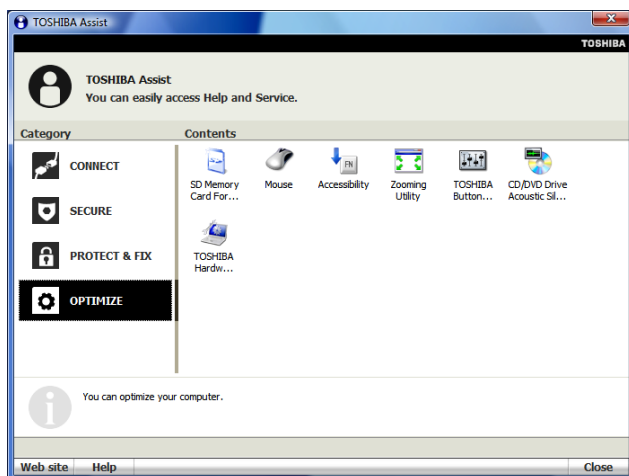 TOSHIBA Assist
TOSHIBA
TOSHIBA Assist
You can easily access Help and Service.
Category
Contents
CONNECT
SECURE
PROTECT & FIX
OPTIMIZE
SD Memory
Card For...
Mouse
Accessibility
FN
Zooming
Utility
TOSHIBA
Button...
CD/DVD Drive
Acoustic Sil...
TOSHIBA
Hardw...
You can optimize your computer.
Web site
Help
Close